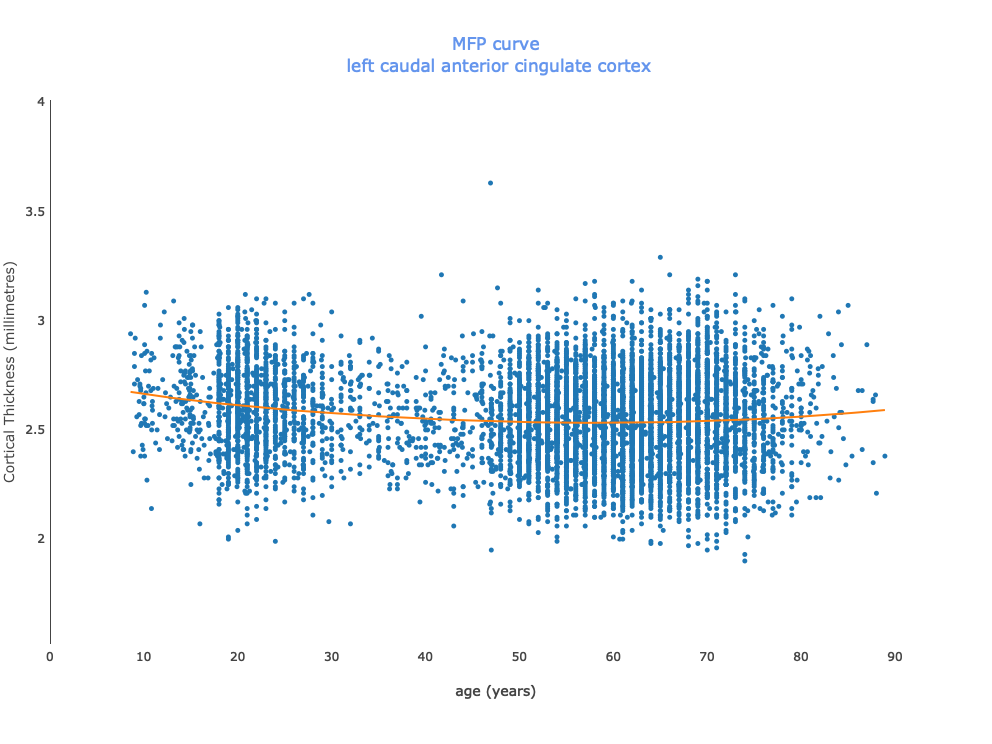 MFP curve
left caudal anterior cingulate cortex
4
3.5
3
2.5
2
Cortical Thickness (millimetres)
0 10 20 30 40 50 60 70 80 90
age (years)